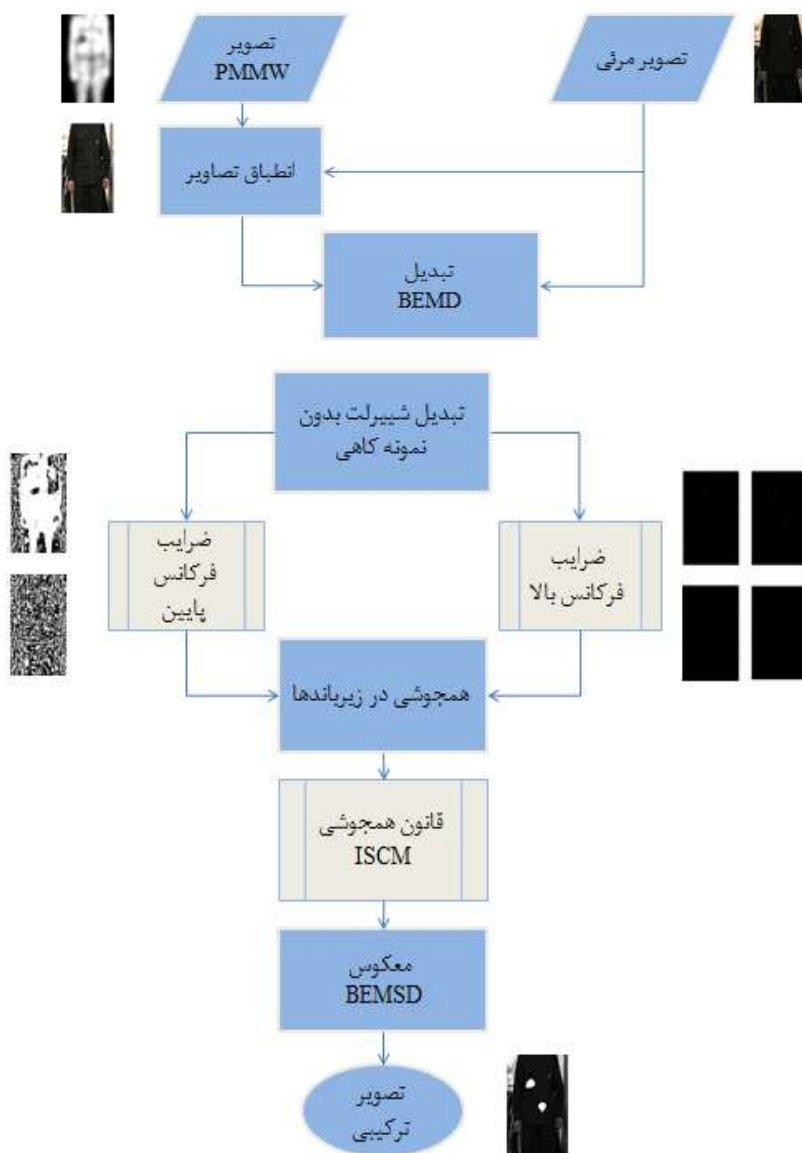 تصویر
PMMW
تصویر مرئی
انطباق تصاویر
تبدیل
BEMD
تبدیل شییرلت بدون
نمونه کاهی
ضرایب
فرکانس
پایین
ضرایب
فرکانس بالا
همجوشی در زیرباندها
قانون همجوشی
ISCM
معکوس
BEMSD
تصویر
ترکیبی